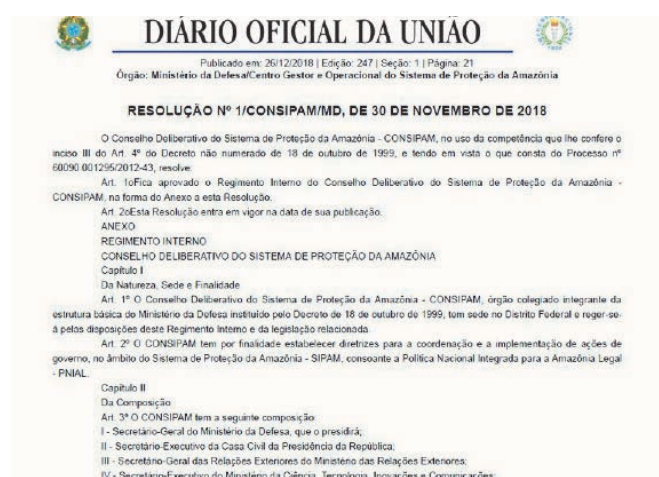 DIÁRIO OFICIAL DA UNIÃO
Publicado em: 26/12/2018 | Edição: 247 | Seção: 1 | Página: 21
Órgão: Ministério da Defesa/Centro Gestor e Operacional do Sistema de Proteção da Amazônia
RESOLUÇÃO Nº 1/CONSIPAM/MD, DE 30 DE NOVEMBRO DE 2018
O Conselho Deliberativo do Sistema de Proteção da Amazônia - CONSIPAM, no uso da competência que lhe confere o
inciso III do Art. 4º do Decreto não numerado de 18 de outubro de 1999, e tendo em vista o que consta do Processo nº
60090.001295/2012-43, resolve:
Art. 1oFica aprovado o Regimento Interno do Conselho Deliberativo do Sistema de Proteção da Amazônia -
CONSIPAM, na forma do Anexo a esta Resolução.
Art. 2oEsta Resolução entra em vigor na data de sua publicação.
ANEXO
REGIMENTO INTERNO
CONSELHO DELIBERATIVO DO SISTEMA DE PROTEÇÃO DA AMAZÔNIA
Capítulo I
Da Natureza, Sede e Finalidade
Art. 1º O Conselho Deliberativo do Sistema de Proteção da Amazônia - CONSIPAM, órgão colegiado integrante da
estrutura básica do Ministério da Defesa instituído pelo Decreto de 18 de outubro de 1999, tem sede no Distrito Federal e reger-se-
á pelas disposições deste Regimento Interno e da legislação relacionada.
Art. 2º O CONSIPAM tem por finalidade estabelecer diretrizes para a coordenação e a implementação de ações de
governo, no âmbito do Sistema de Proteção da Amazônia - SIPAM, consoante a Política Nacional Integrada para a Amazônia Legal
- PNIAL.
Capítulo II
Da Composição
Art. 3º O CONSIPAM tem a seguinte composição:
I - Secretário-Geral do Ministério da Defesa, que o presidirá;
II - Secretário-Executivo da Casa Civil da Presidência da República;
III - Secretário-Geral das Relações Exteriores do Ministério das Relações Exteriores;
IV - Secretário-Executivo do Ministério da Ciência, Tecnologia, Inovações e Comunicações;